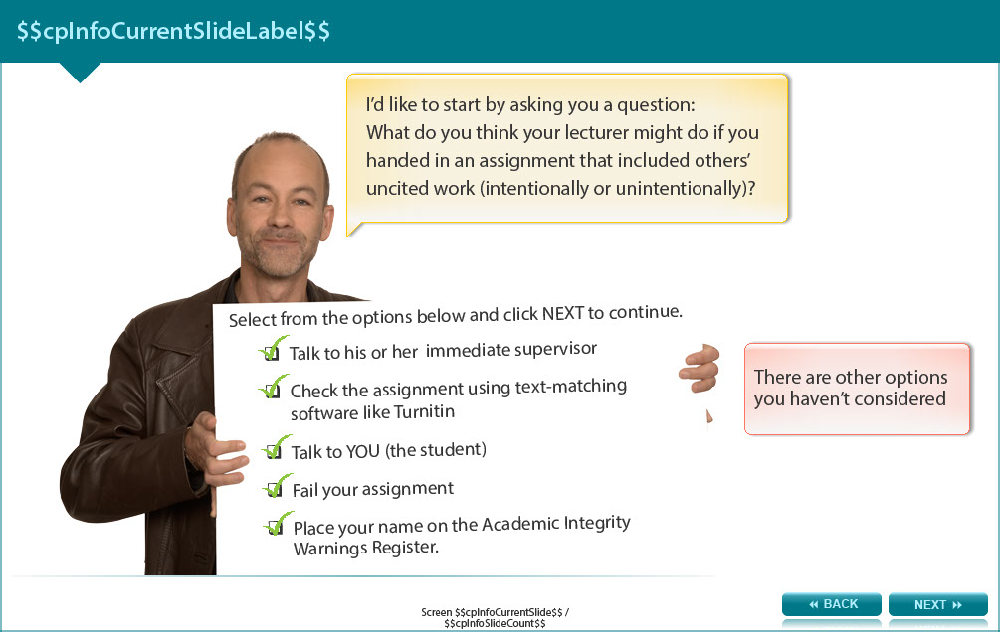 $$cpInfoCurrentSlideLabel$$
I'd like to start by asking you a question:
What do you think your lecturer might do if you
handed in an assignment that included others'
uncited work (intentionally or unintentionally)?
Select from the options below and click NEXT to continue.
Talk to his or her immediate supervisor
Check the assignment using text-matching
software like Turnitin
Talk to YOU (the student)
Fail your assignment
Place your name on the Academic Integrity
Warnings Register.
There are other options
you haven't considered
Screen $$cpInfoCurrentSlide$$ /
$$cpInfoSlideCount$$
BACK
NEXT